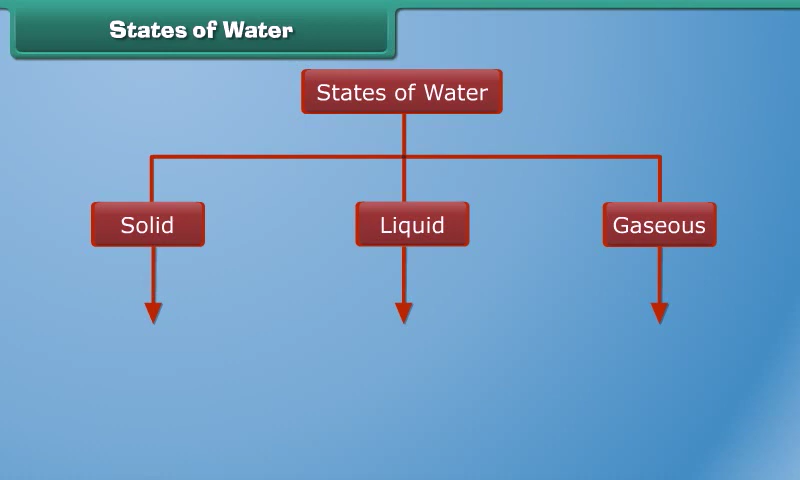 States of Water
States of Water
Solid
Liquid
Gaseous